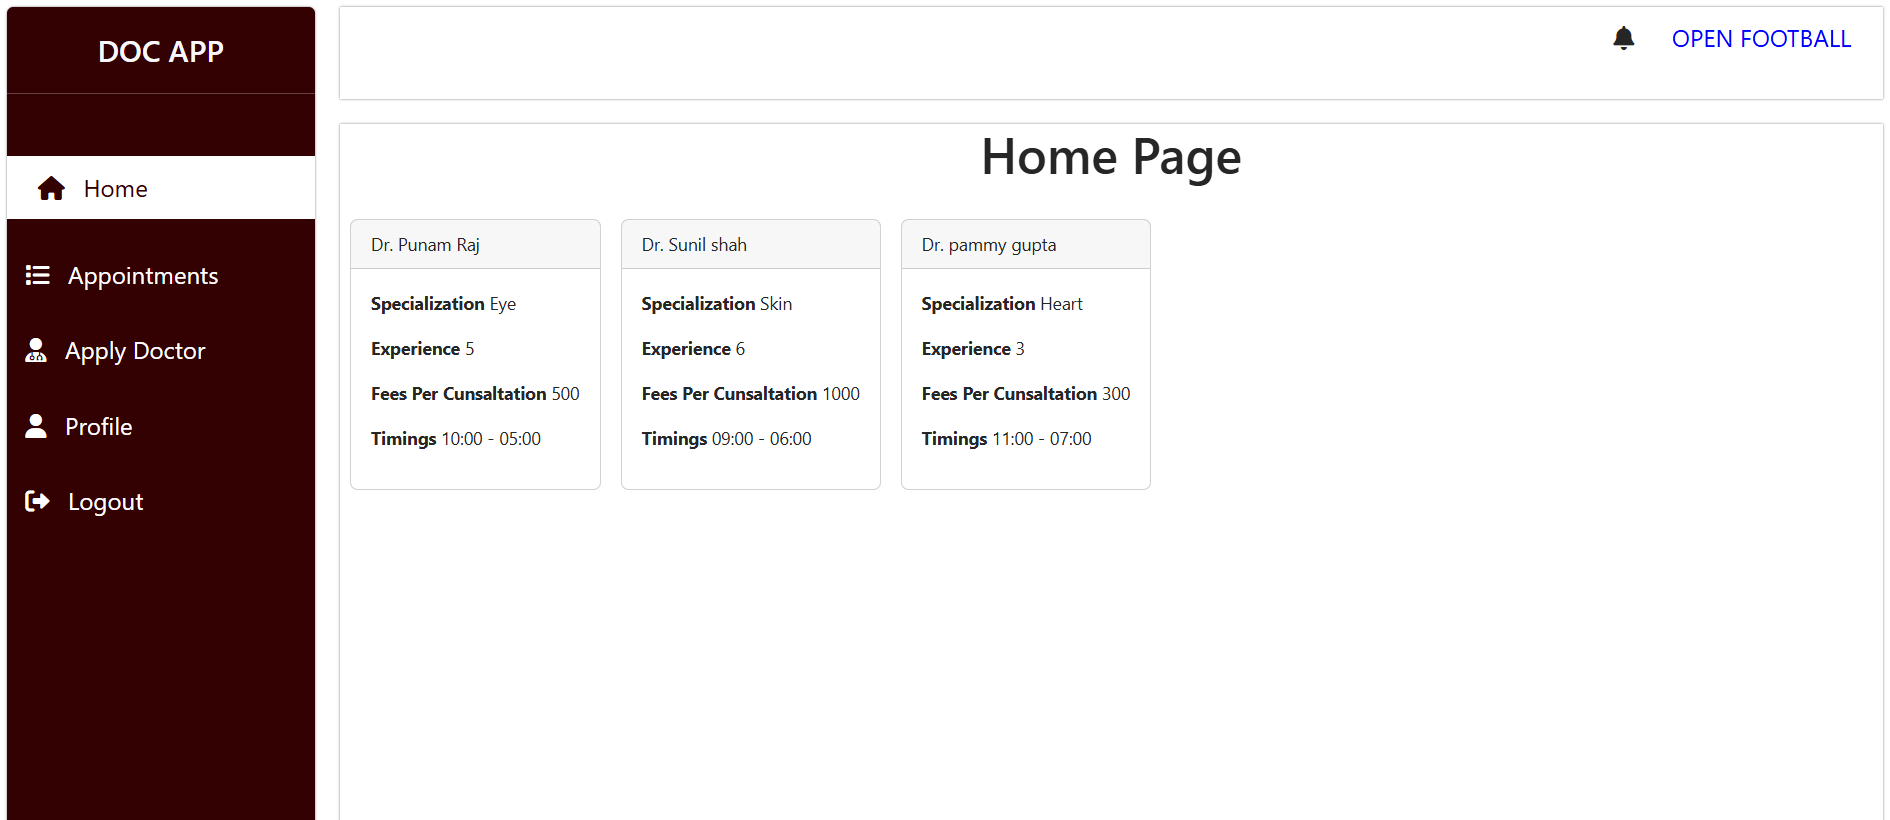 DOC APP
Home
Appointments
Apply Doctor
Profile
Logout
OPEN FOOTBALL
Home Page
Dr. Punam Raj
Specialization Eye
Experience 5
Fees Per Cunsaltation 500
Timings 10:00 - 05:00
Dr. Sunil shah
Specialization Skin
Experience 6
Fees Per Cunsaltation 1000
Timings 09:00 - 06:00
Dr. pammy gupta
Specialization Heart
Experience 3
Fees Per Cunsaltation 300
Timings 11:00 - 07:00